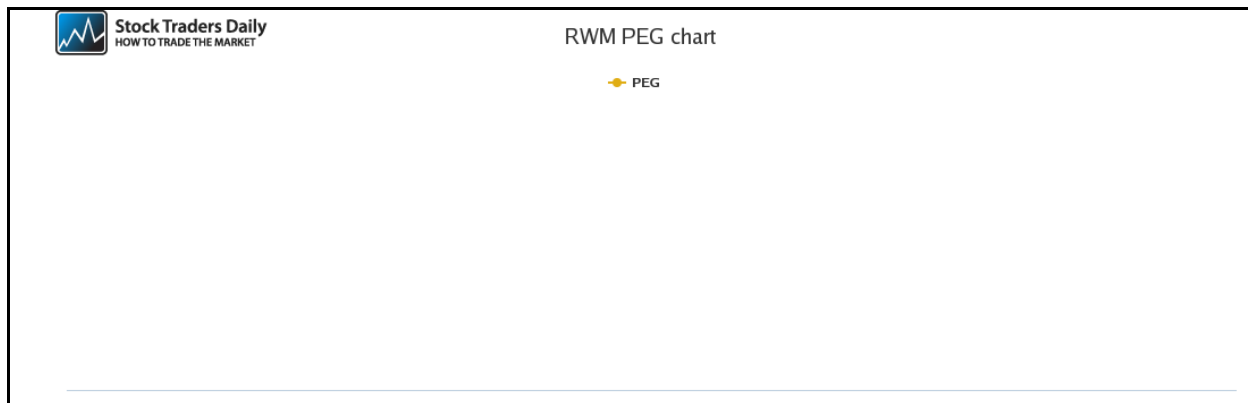 Stock Traders Daily
HOW TO TRADE THE MARKET
RWM PEG chart
PEG